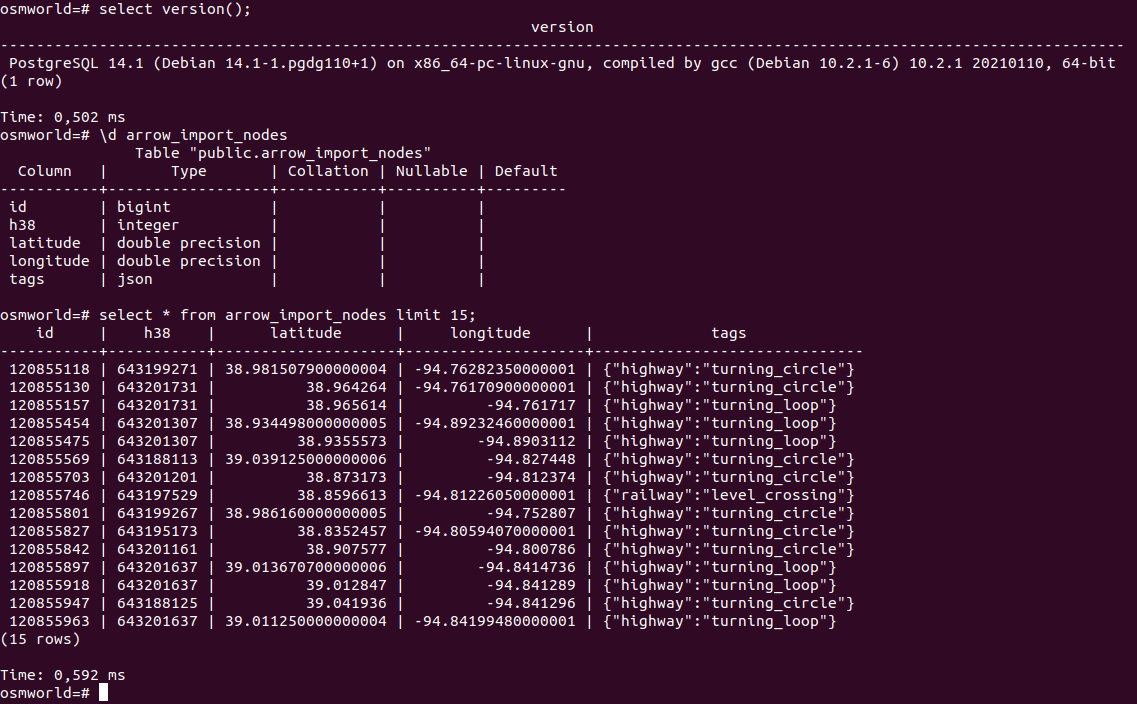 osmworld=# select version();
version
-----------------------------------------------------------------------------------------------------------------------------
PostgreSQL 14.1 (Debian 14.1-1.pgdg110+1) on x86_64-pc-linux-gnu, compiled by gcc (Debian 10.2.1-6) 10.2.1 20210110, 64-bit
(1 row)
Time: 0,502 ms
osmworld=# \d arrow_import_nodes
Table "public.arrow_import_nodes"
Column | Type | Collation | Nullable | Default
-----------+------------------+-----------+----------+---------
id | bigint | | |
h38 | integer | | |
latitude | double precision | | |
longitude | double precision | | |
tags | json | | |
osmworld=# select * from arrow_import_nodes limit 15;
id | h38 | latitude | longitude | tags
-----------+-----------+--------------------+--------------------+------------------------------
120855118 | 643199271 | 38.981507900000004 | -94.76282350000001 | {"highway":"turning_circle"}
120855130 | 643201731 | 38.964264 | -94.76170900000001 | {"highway":"turning_circle"}
120855157 | 643201731 | 38.965614 | -94.761717 | {"highway":"turning_loop"}
120855454 | 643201307 | 38.934498000000005 | -94.89232460000001 | {"highway":"turning_loop"}
120855475 | 643201307 | 38.9355573 | -94.8903112 | {"highway":"turning_loop"}
120855569 | 643188113 | 39.039125000000006 | -94.827448 | {"highway":"turning_circle"}
120855703 | 643201201 | 38.873173 | -94.812374 | {"highway":"turning_circle"}
120855746 | 643197529 | 38.8596613 | -94.81226050000001 | {"railway":"level_crossing"}
120855801 | 643199267 | 38.986160000000005 | -94.752807 | {"highway":"turning_circle"}
120855827 | 643195173 | 38.8352457 | -94.80594070000001 | {"highway":"turning_circle"}
120855842 | 643201161 | 38.907577 | -94.800786 | {"highway":"turning_circle"}
120855897 | 643201637 | 39.013670700000006 | -94.8414736 | {"highway":"turning_loop"}
120855918 | 643201637 | 39.012847 | -94.841289 | {"highway":"turning_loop"}
120855947 | 643188125 | 39.041936 | -94.841296 | {"highway":"turning_circle"}
120855963 | 643201637 | 39.011250000000004 | -94.84199480000001 | {"highway":"turning_loop"}
(15 rows)
Time: 0,592 ms
osmworld=#